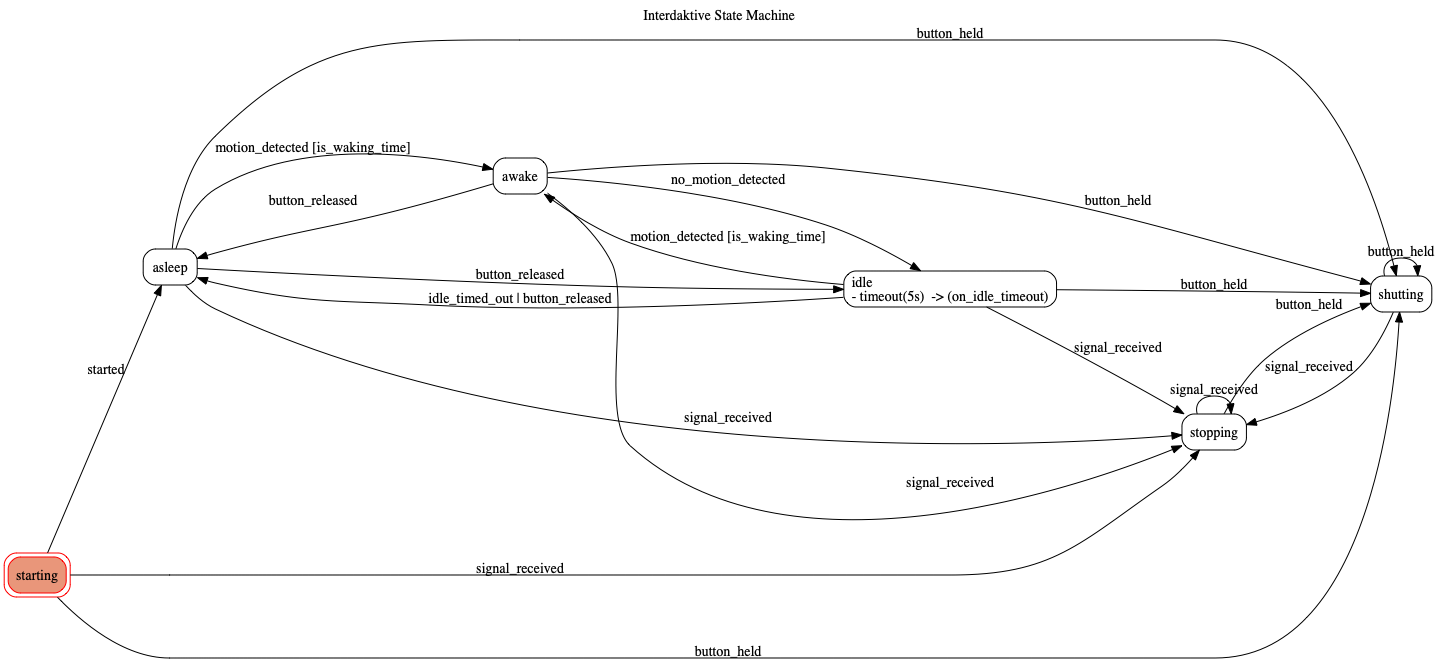 Interdaktive State Machine
button_held
motion_detected [is_waking_time]
awake
no_motion_detected
button_released
button_held
motion_detected [is_waking_time]
button_held
asleep
button_released
idle
- timeout(5s)  -> (on_idle_timeout)
button_held
shutting
idle_timed_out | button_released
button_held
signal_received
started
signal_received
signal_received
signal_received
stopping
signal_received
starting
signal_received
button_held